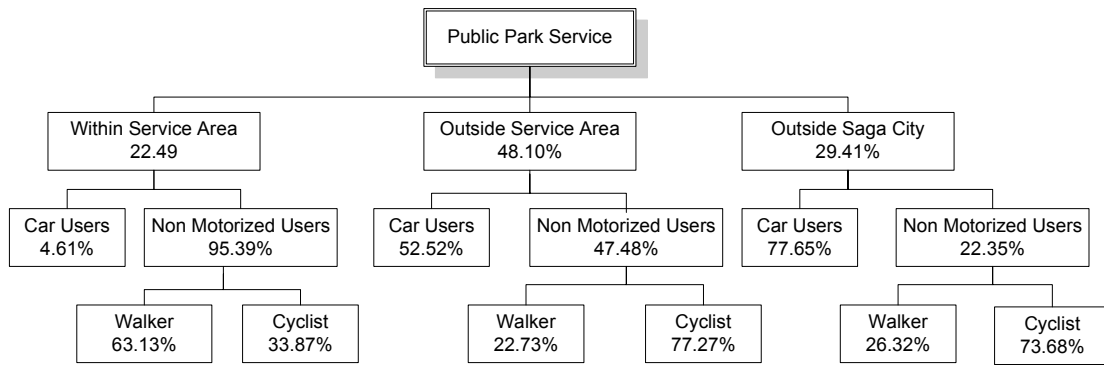 Public Park Service
Within Service Area
22.49
Outside Service Area
48.10%
Outside Saga City
29.41%
Car Users
4.61%
Non Motorized Users
95.39%
Car Users
52.52%
Non Motorized Users
47.48%
Car Users
77.65%
Non Motorized Users
22.35%
Walker
63.13%
Cyclist
33.87%
Walker
22.73%
Cyclist
77.27%
Walker
26.32%
Cyclist
73.68%